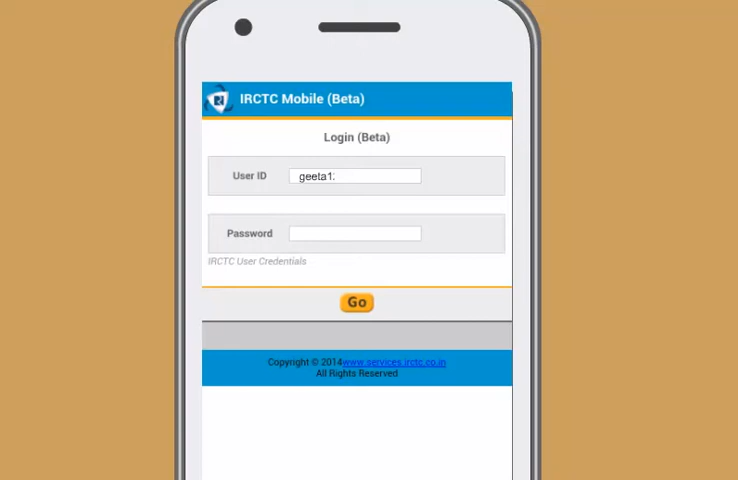 IRCTC Mobile (Beta)
Login (Beta)
User ID geeta1:
Password
IRCTC User Credentials
Go
Copyright © 2014www.services.irctc.co.in
All Rights Reserved